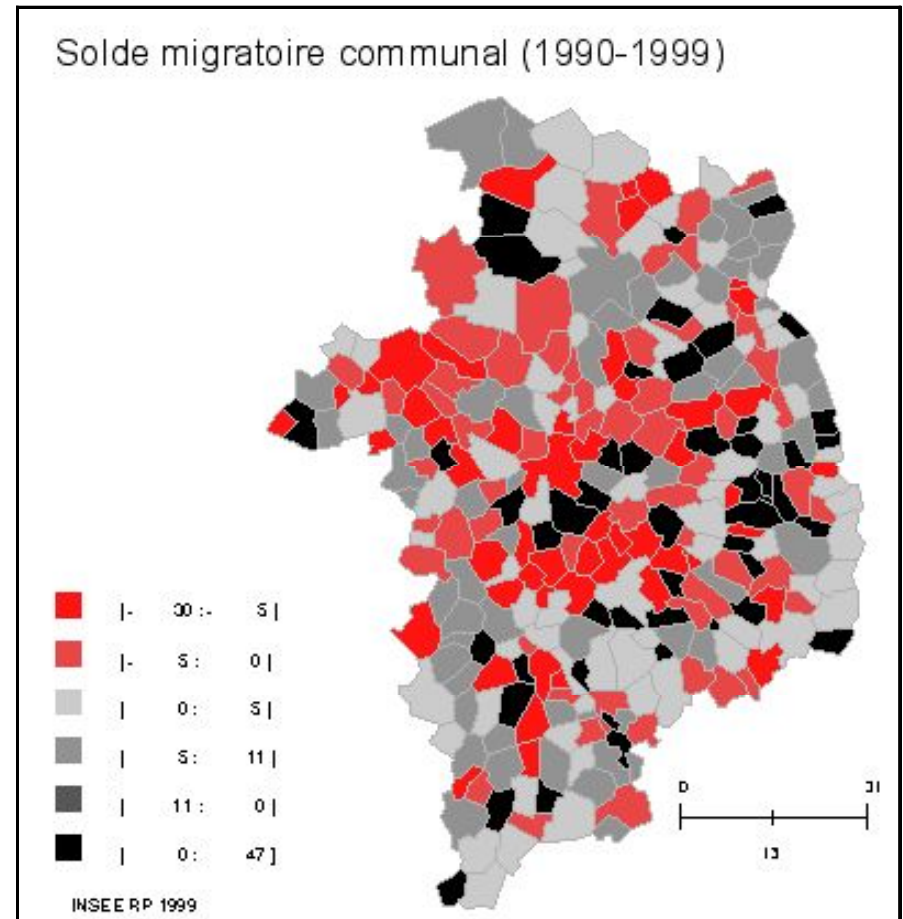 Solde migratoire communal (1990-1999)
|- 30 :- 5 |
|- 5 : 0 |
| 0 : 5 |
| 5 : 11 |
| 11 : 0 |
| 0 : 47 ]
INSEE RP 1999
0 31
13